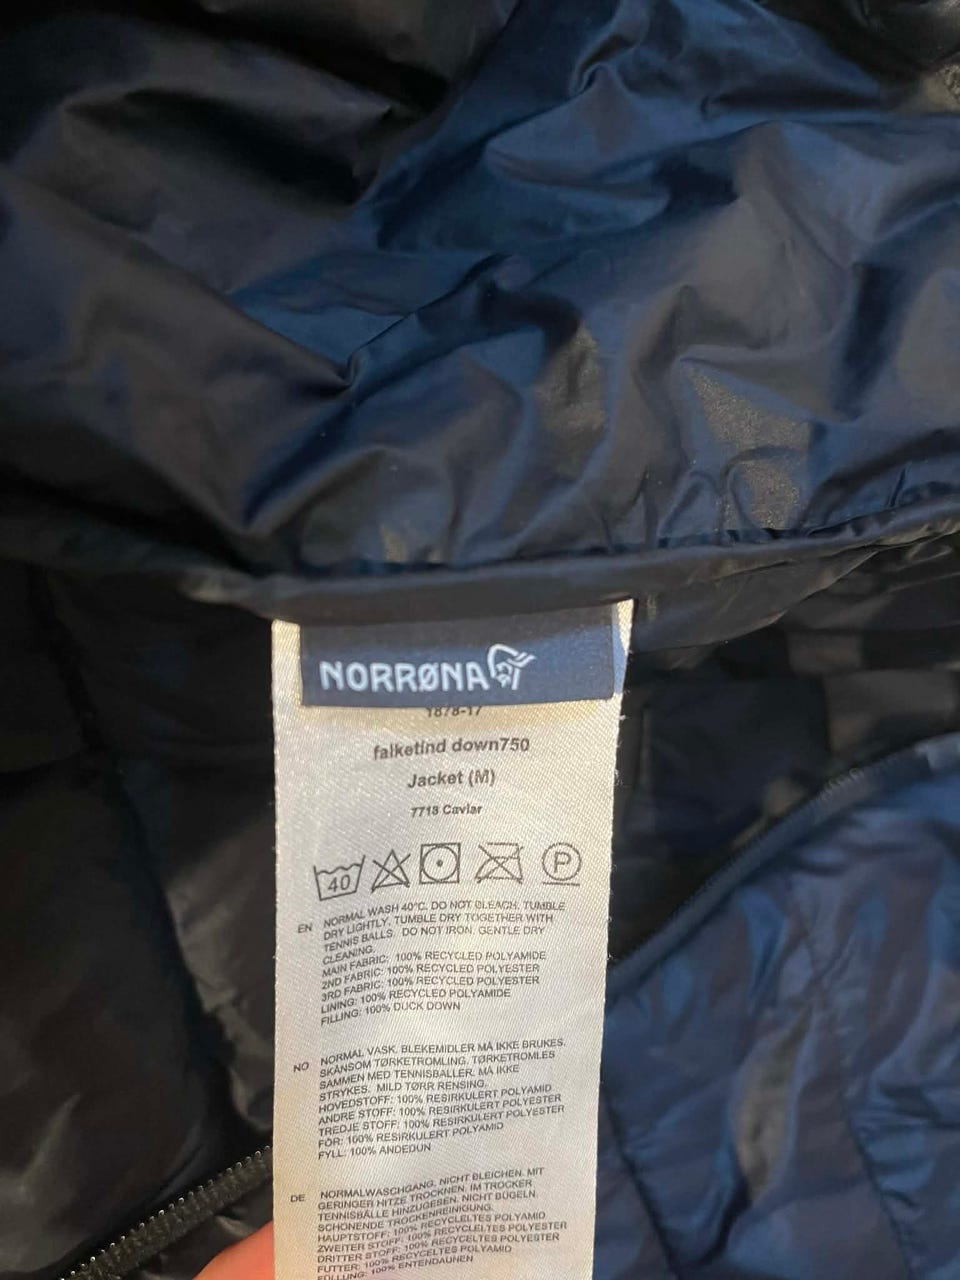 NORRØNA
1878-17
falketind down750
Jacket (M)
7718 Caviar
40
P
EN
NORMAL WASH 40°C. DO NOT BLEACH. TUMBLE
DRY LIGHTLY. TUMBLE DRY TOGETHER WITH
TENNIS BALLS. DO NOT IRON. GENTLE DRY
CLEANING.
MAIN FABRIC: 100% RECYCLED POLYAMIDE
2ND FABRIC: 100% RECYCLED POLYESTER
3RD FABRIC: 100% RECYCLED POLYESTER
LINING: 100% RECYCLED POLYAMIDE
FILLING: 100% DUCK DOWN
NO
NORMAL VASK. BLEKEMIDLER MÅ IKKE BRUKES.
SKÅNSOM TØRKETROMLING. TØRKETROMLES
SAMMEN MED TENNISBALLER. MÅ IKKE
STRYKES. MILD TØRR RENSING.
HOVEDSTOFF: 100% RESIRKULERT POLYAMID
ANDRE STOFF: 100% RESIRKULERT POLYESTER
TREDJE STOFF: 100% RESIRKULERT POLYESTER
FÔR: 100% RESIRKULERT POLYAMID
FYLL: 100% ANDEDUN
DE
NORMALWASCHGANG. NICHT BLEICHEN. MIT
GERINGER HITZE TROCKNEN. IM TROCKER
TENNISBÄLLE HINZUGEBEN. NICHT BÜGELN.
SCHONENDE TROCKENREINIGUNG.
HAUPTSTOFF: 100% RECYCELTES POLYAMID
ZWEITER STOFF: 100% RECYCELTES POLYESTER
DRITTER STOFF: 100% RECYCELTES POLYESTER
FUTTER: 100% RECYCELTES POLYAMID
FÜLLUNG: 100% ENTENDAUNEN